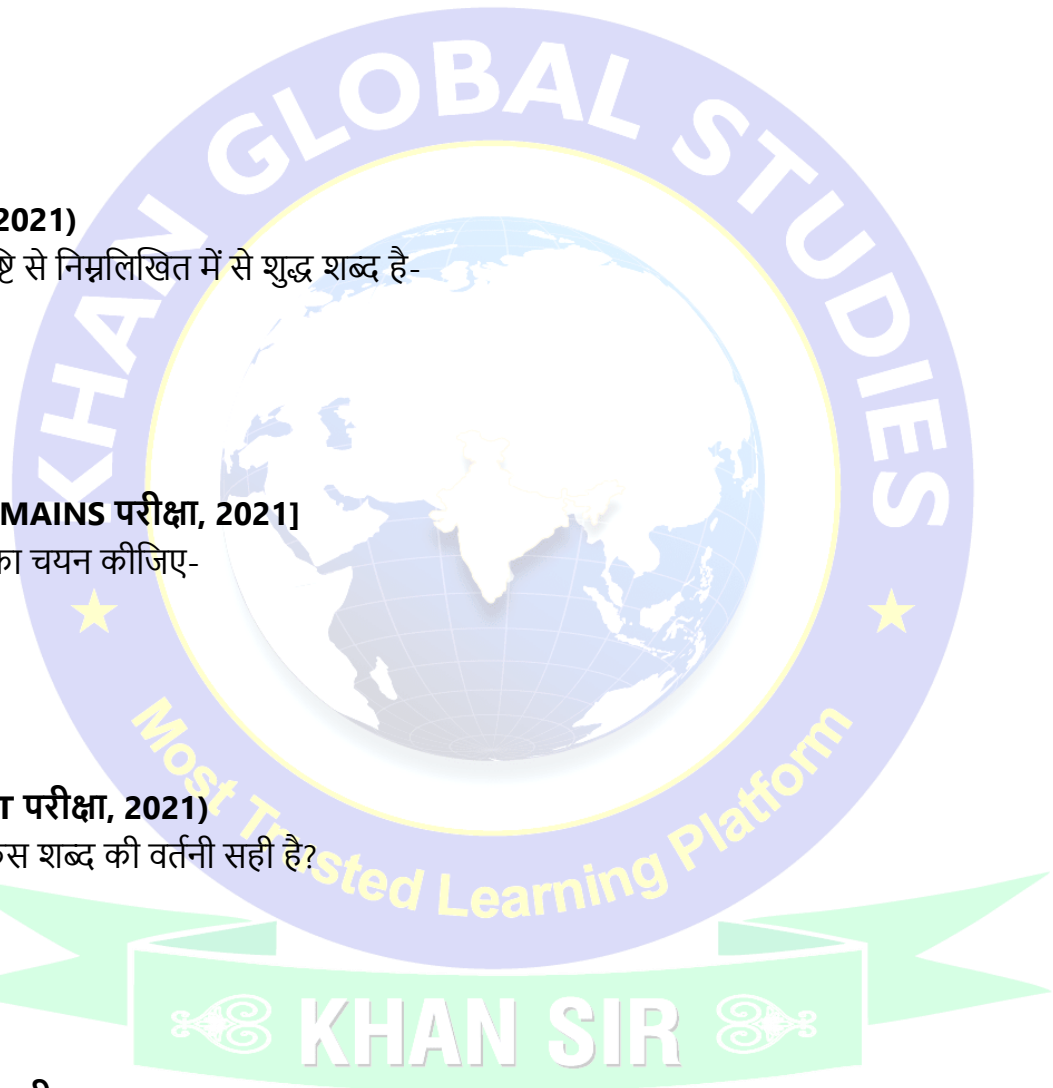 KHAN GLOBAL STUDIES
2021)
से निम्नलिखित में से शुद्ध शब्द है-
MAINS परीक्षा, 2021]
का चयन कीजिए-
T परीक्षा, 2021)
शब्द की वर्तनी सही है?
Most Trusted Learning Platform
KHAN SIR